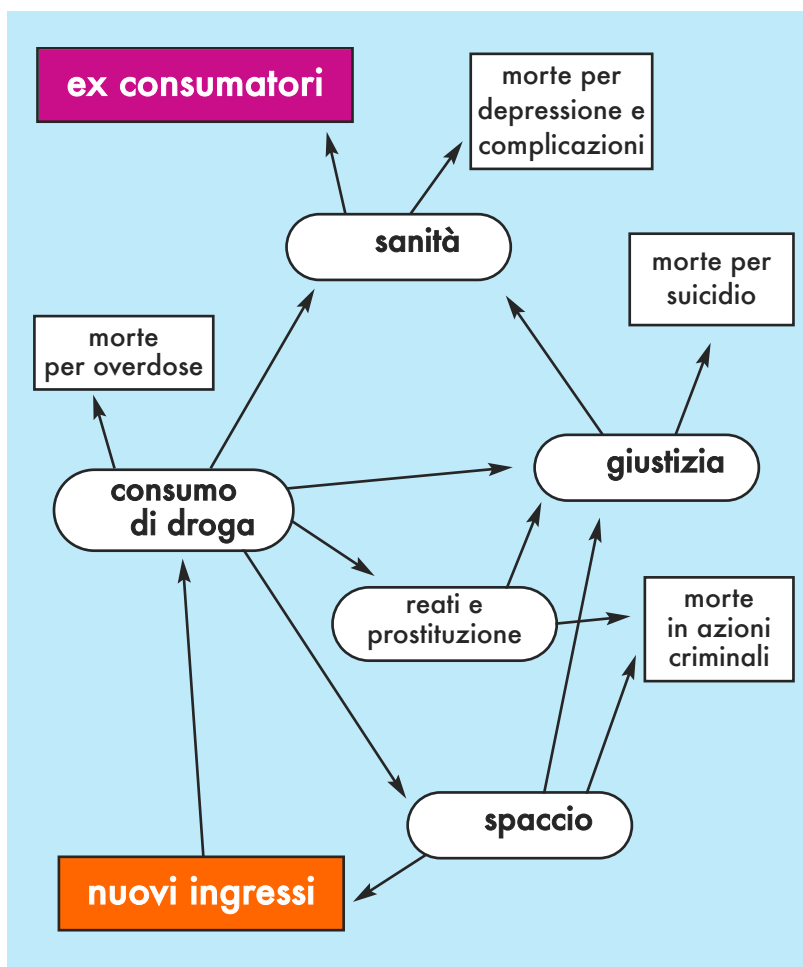 ex consumatori
morte per
depressione e
complicazioni
sanità
morte per
suicidio
morte
per overdose
giustizia
consumo
di droga
reati e
prostituzione
morte
in azioni
criminali
spaccio
nuovi ingressi